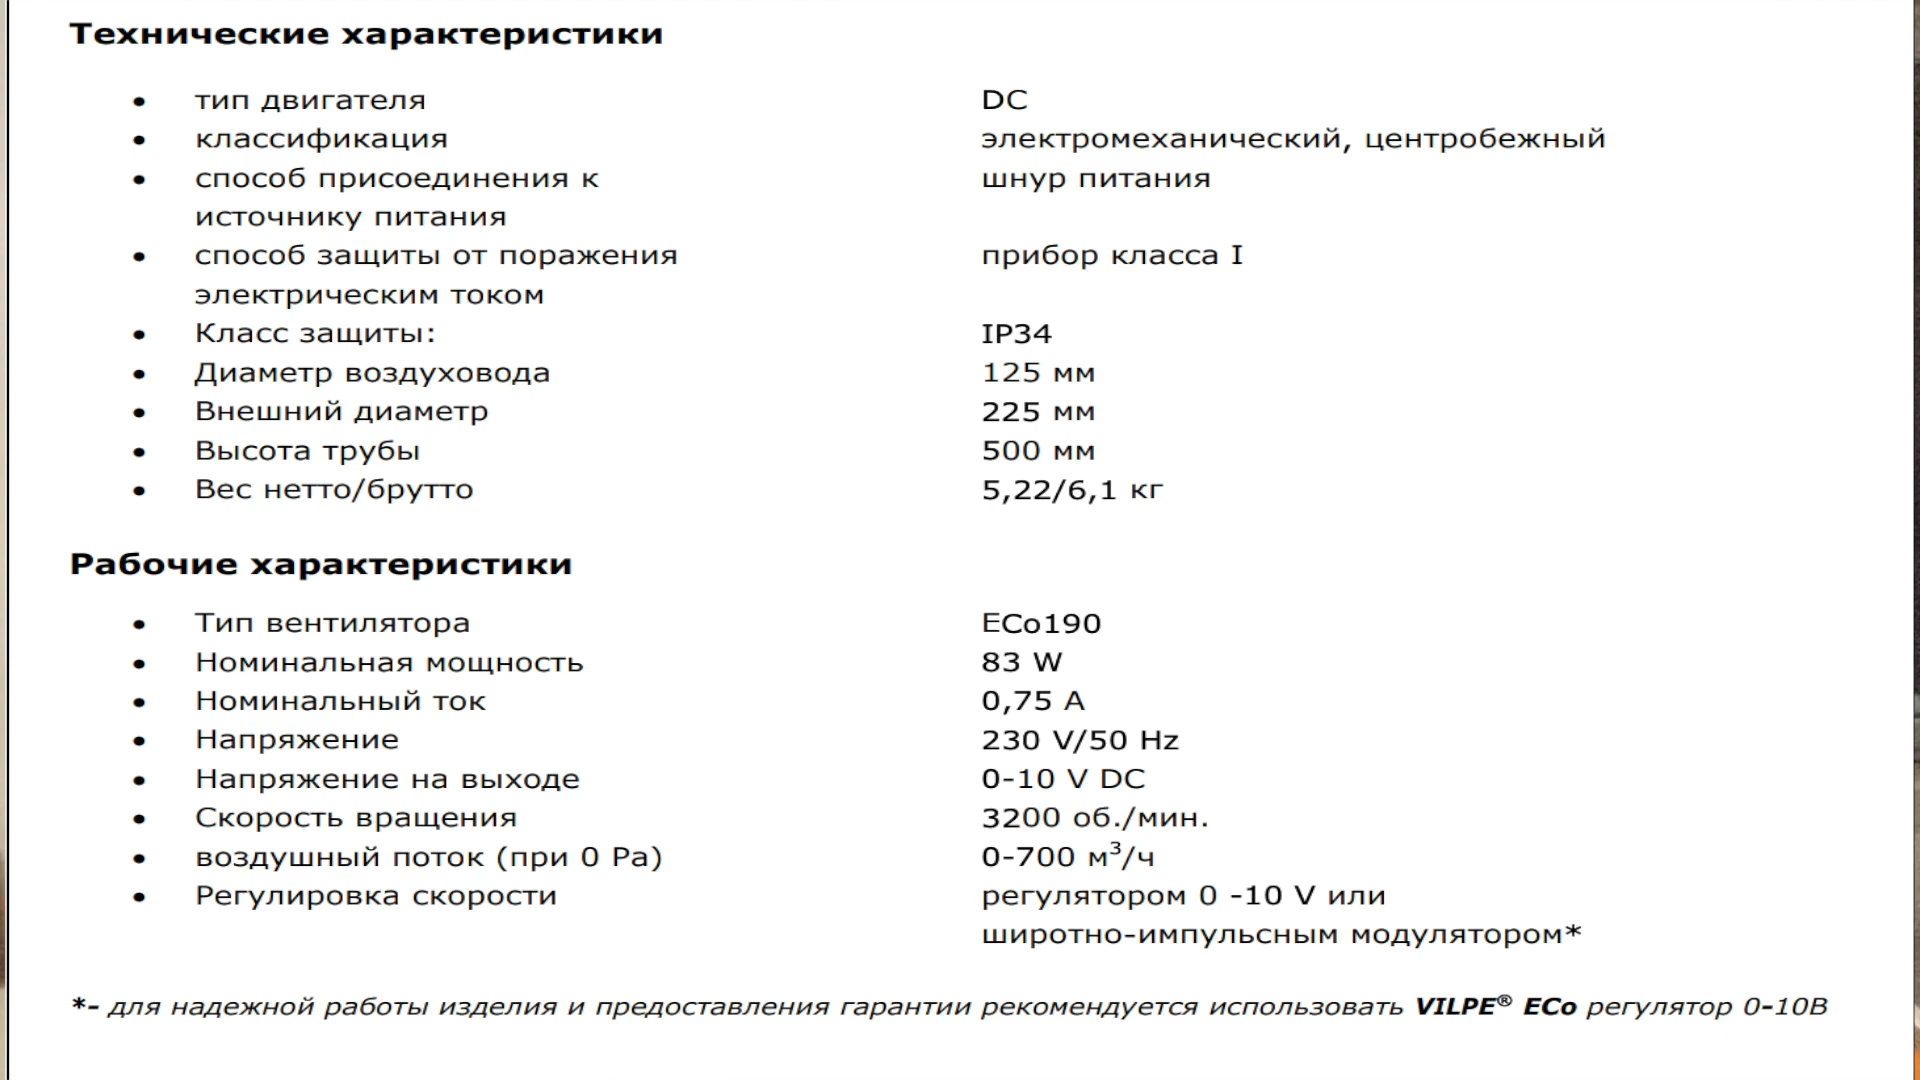 Технические характеристики
• тип двигателя DC
• классификация электромеханический, центробежный
• способ присоединения к шнур питания
источнику питания
• способ защиты от поражения прибор класса I
электрическим током
• Класс защиты: IP34
• Диаметр воздуховода 125 мм
• Внешний диаметр 225 мм
• Высота трубы 500 мм
• Вес нетто/брутто 5,22/6,1 кг
Рабочие характеристики
• Тип вентилятора ECo190
• Номинальная мощность 83 W
• Номинальный ток 0,75 A
• Напряжение 230 V/50 Hz
• Напряжение на выходе 0-10 V DC
• Скорость вращения 3200 об./мин.
• воздушный поток (при 0 Pa) 0-700 м³/ч
• Регулировка скорости регулятором 0 -10 V или
широтно-импульсным модулятором*
*- для надежной работы изделия и предоставления гарантии рекомендуется использовать VILPE® ECo регулятор 0-10В